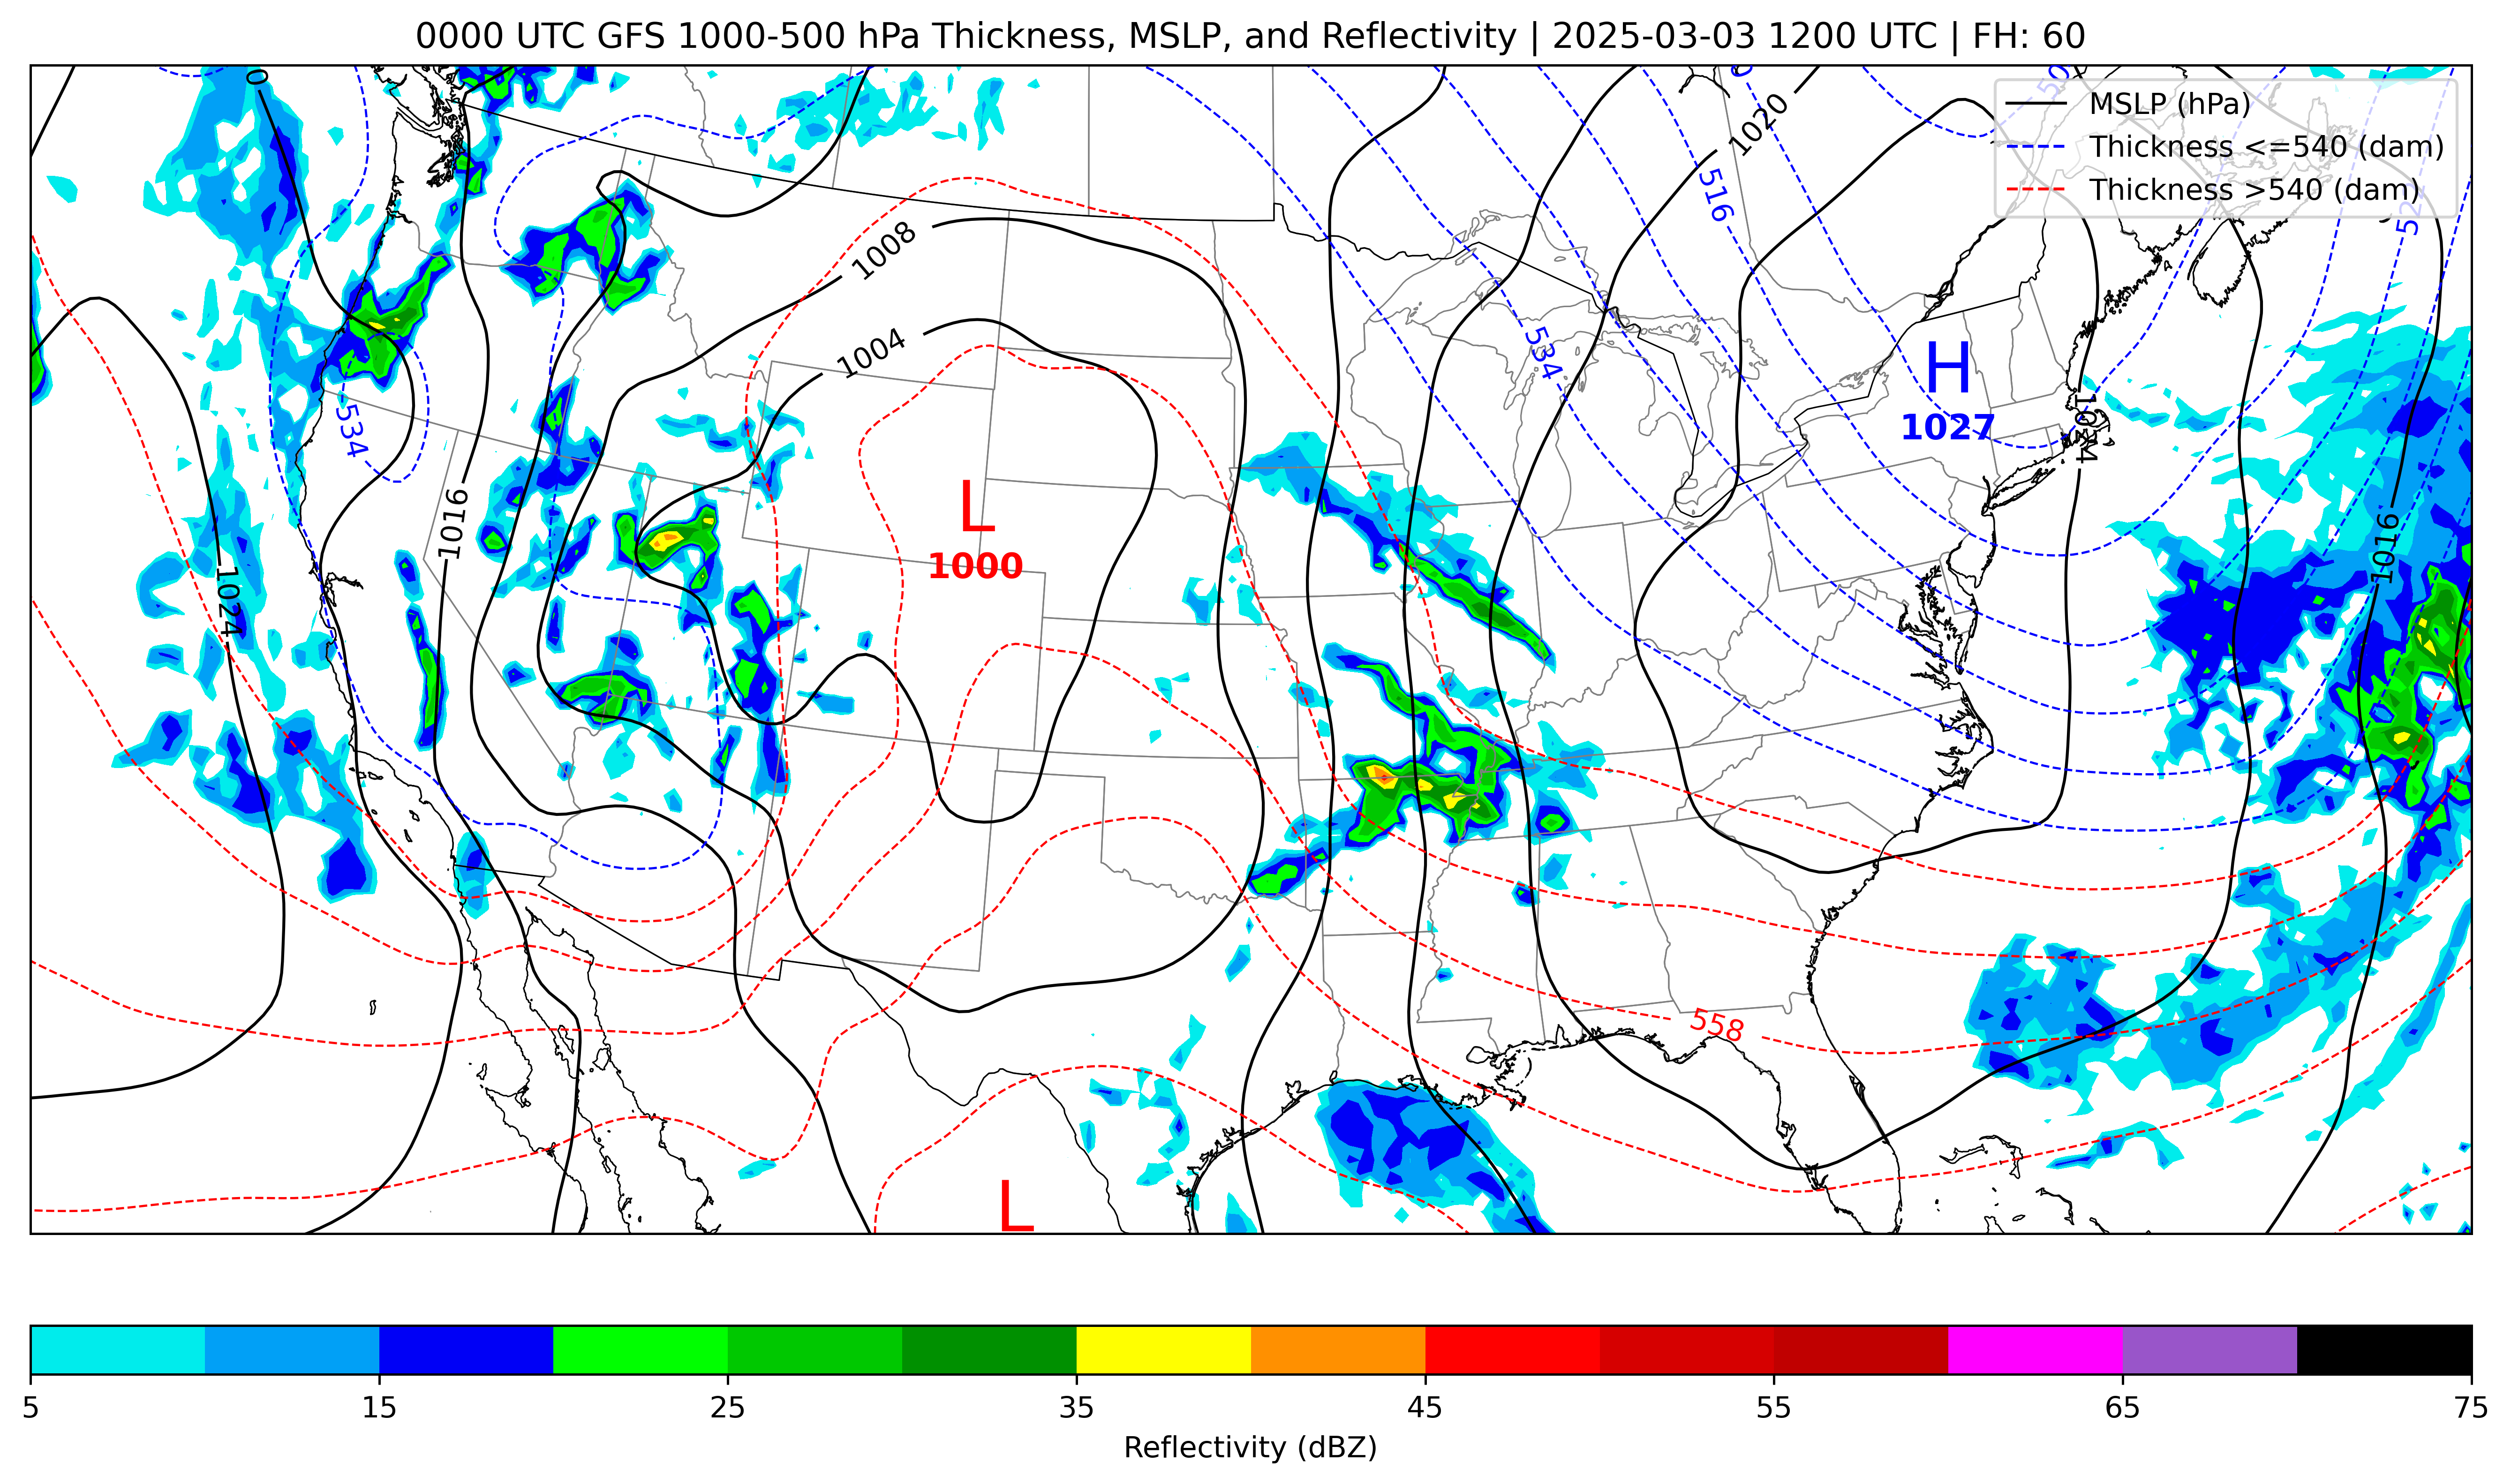 0000 UTC GFS 1000-500 hPa Thickness, MSLP, and Reflectivity | 2025-03-03 1200 UTC | FH: 60
MSLP (hPa)
Thickness <=540 (dam)
Thickness >540 (dam)
1020
516
1008
1004
534
H
1027
1024
534
1016
L
1000
1016
1024
558
L
5 15 25 35 45 55 65 75
Reflectivity (dBZ)